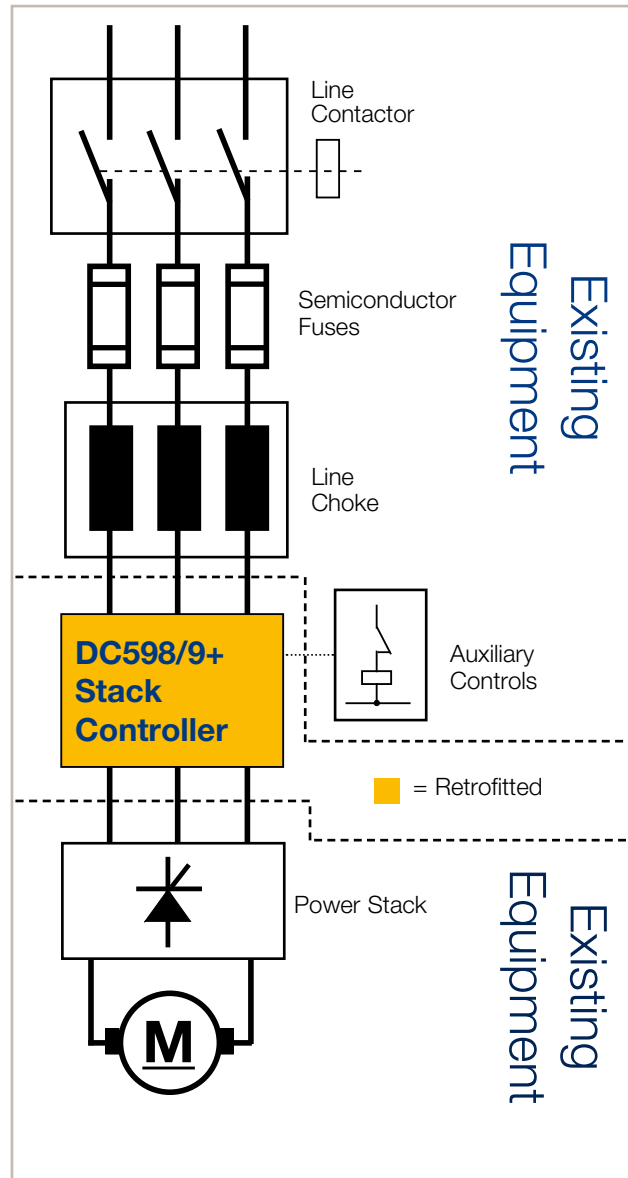 Line
Contactor
Semiconductor
Fuses
Existing
Equipment
Line
Choke
DC598/9+
Stack
Controller
Auxiliary
Controls
= Retrofitted
Power Stack
Existing
Equipment
M